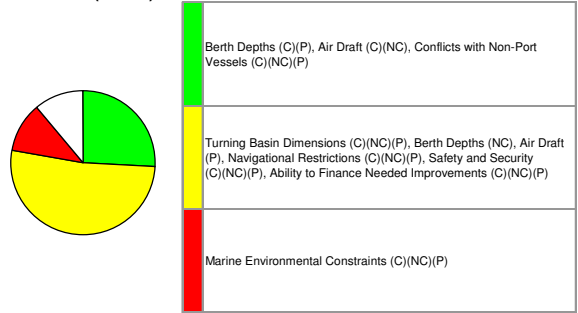 Berth Depths (C)(P), Air Draft (C)(NC), Conflicts with Non-Port
Vessels (C)(NC)(P)
Turning Basin Dimensions (C)(NC)(P), Berth Depths (NC), Air Draft
(P), Navigational Restrictions (C)(NC)(P), Safety and Security
(C)(NC)(P), Ability to Finance Needed Improvements (C)(NC)(P)
Marine Environmental Constraints (C)(NC)(P)